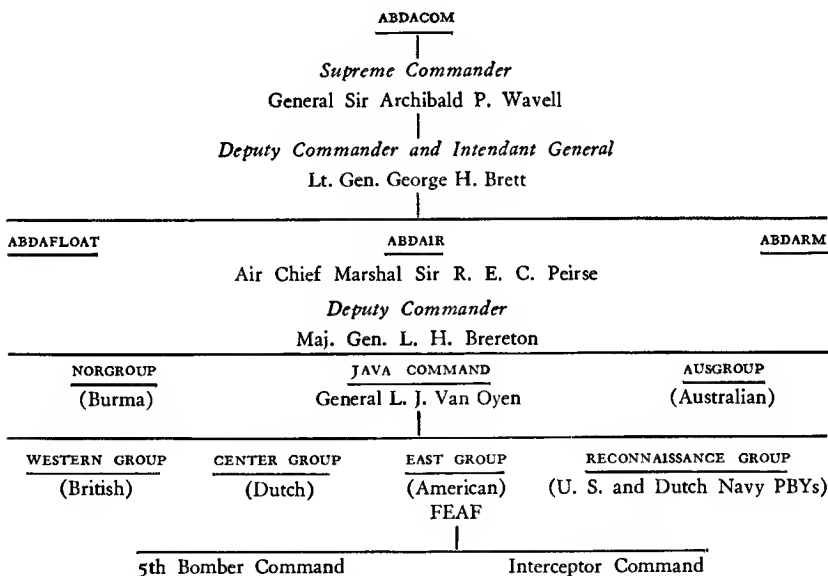 ABDACOM
Supreme Commander
General Sir Archibald P. Wavell
Deputy Commander and Intendant General
Lt. Gen. George H. Brett
ABDAFLOAT ABDAIR ABDARM
Air Chief Marshal Sir R. E. C. Peirse
Deputy Commander
Maj. Gen. L. H. Brereton
NORGROUP JAVA COMMAND AUSGROUP
(Burma) General L. J. Van Oyen (Australian)
WESTERN GROUP CENTER GROUP EAST GROUP RECONNAISSANCE GROUP
(British) (Dutch) (American) (U. S. and Dutch Navy PBYs)
FEAF
5th Bomber Command Interceptor Command